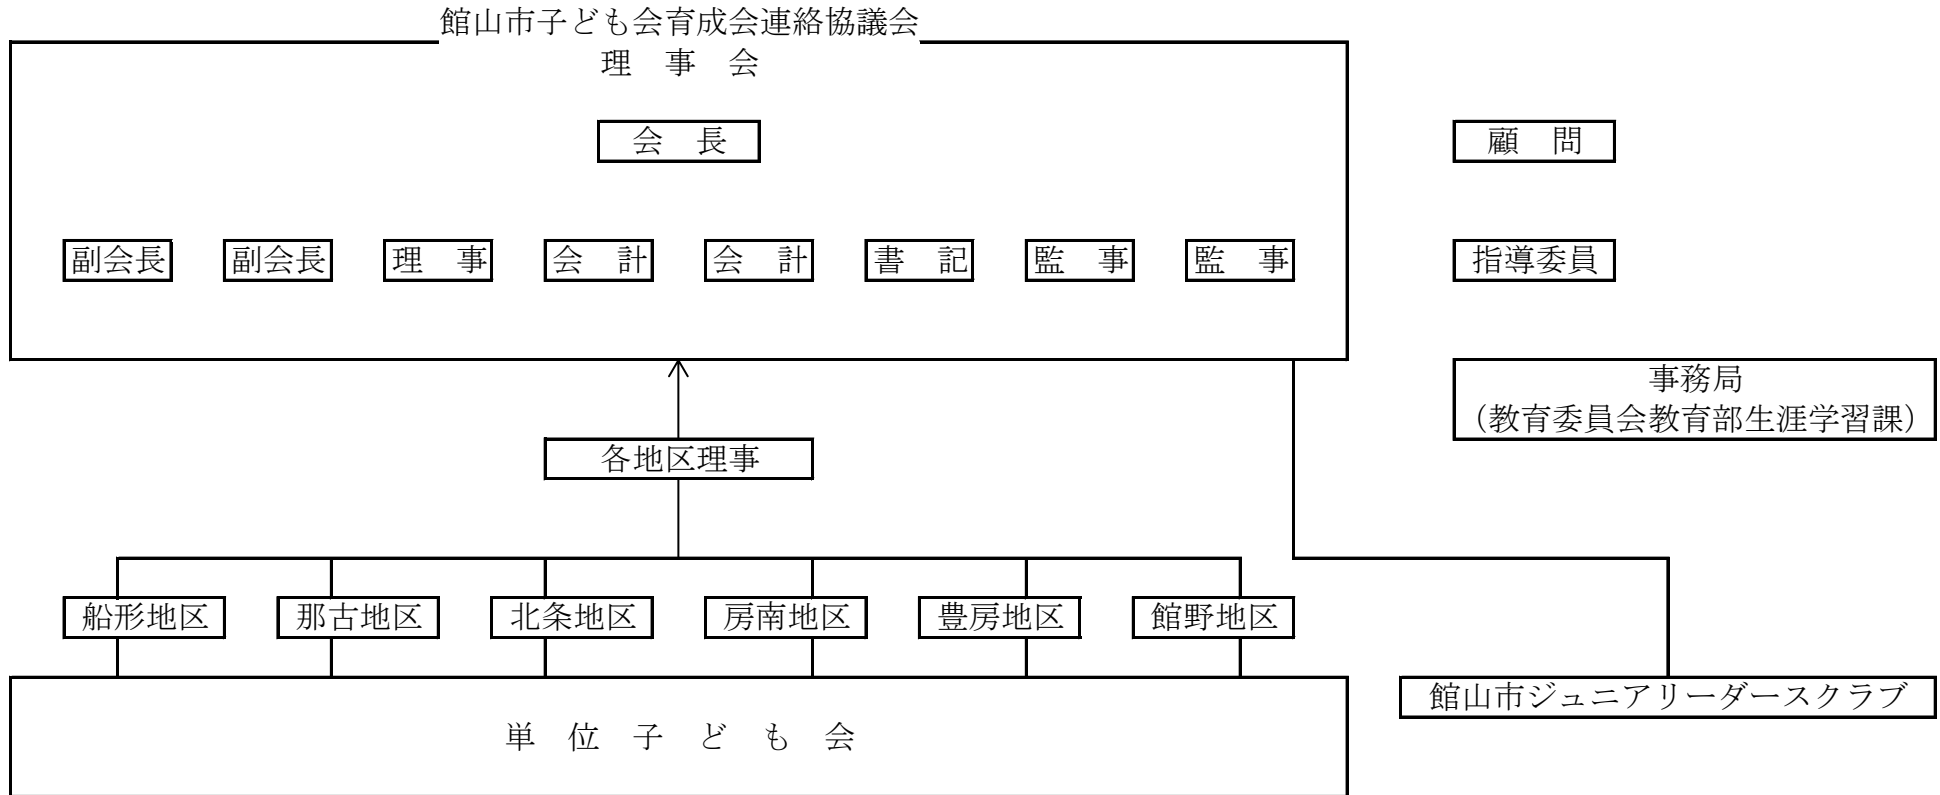 館山市子ども会育成会連絡協議会
理　事　会
会　長
顧　問
副会長
副会長
理　事
会　計
会　計
書　記
監　事
監　事
指導委員
事務局
（教育委員会教育部生涯学習課）
各地区理事
船形地区
那古地区
北条地区
房南地区
豊房地区
館野地区
館山市ジュニアリーダースクラブ
単　位　子　ど　も　会